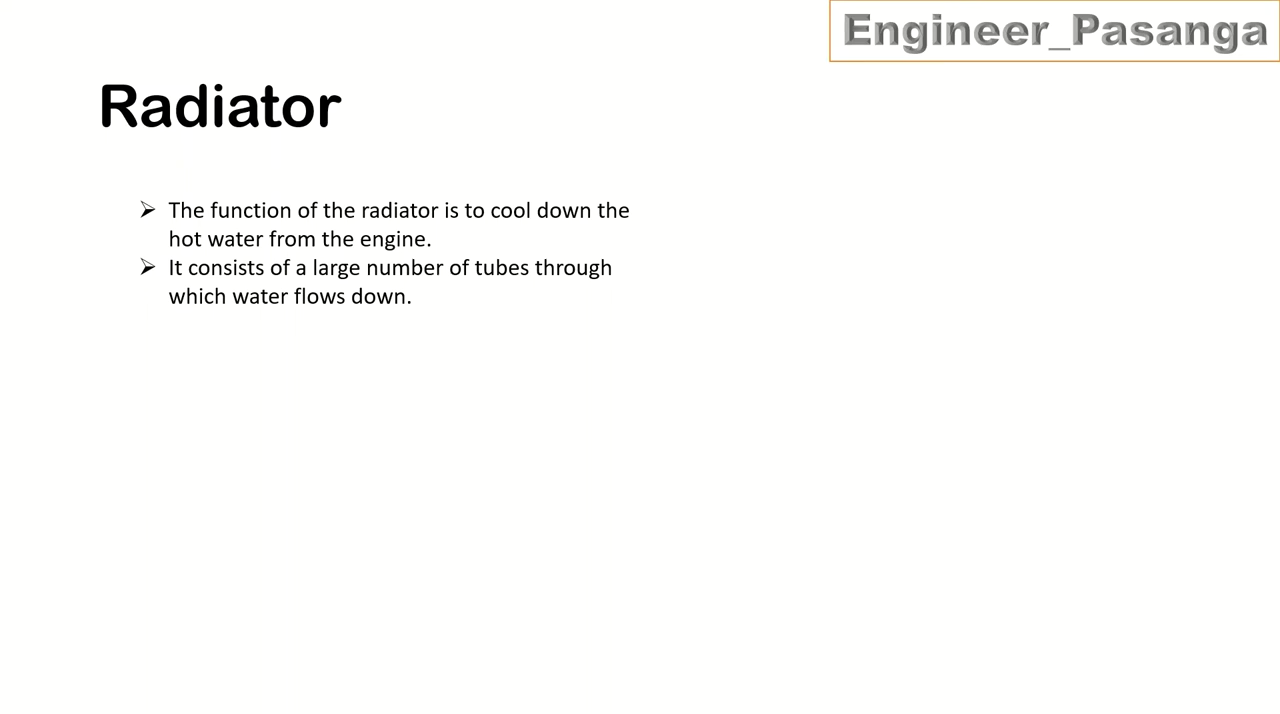 Engineer_Pasanga
Radiator
➢ The function of the radiator is to cool down the
hot water from the engine.
➢ It consists of a large number of tubes through
which water flows down.